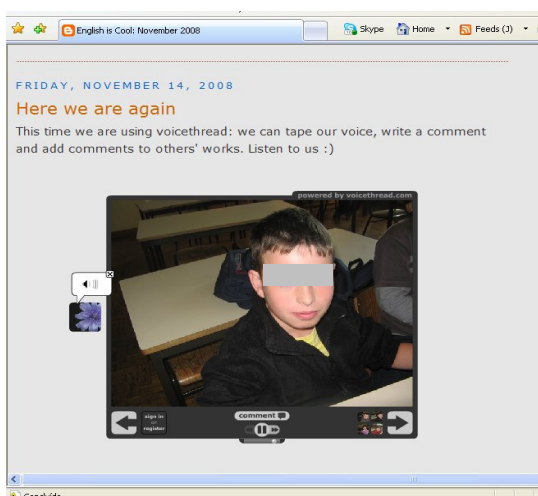 English is Cool: November 2008
Skype
Home
Feeds (J)
FRIDAY, NOVEMBER 14, 2008
Here we are again
This time we are using voicethread: we can tape our voice, write a comment
and add comments to others' works. Listen to us :)
powered by voicethread.com
sign in
or
register
comment
Concluído